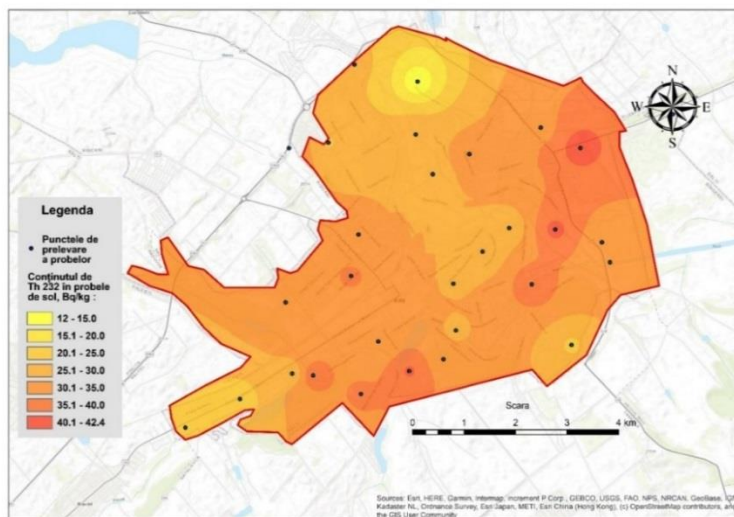 N
W E
S
Legenda
Punctele de
prelevare
a probelor
Conținutul de
Th 232 în probele
de sol, Bq/kg :
12 - 15.0
15.1 - 20.0
20.1 - 25.0
25.1 - 30.0
30.1 - 35.0
35.1 - 40.0
40.1 - 42.4
Scara
0 1 2 3 4 km
Sources: Esri, HERE, Garmin, Intermap, increment P Corp., GEBCO, USGS, FAO, NPS, NRCAN, GeoBase, IGN,
Kadaster NL, Ordnance Survey, Esri Japan, METI, Esri China (Hong Kong), (c) OpenStreetMap contributors, and
the GIS User Community